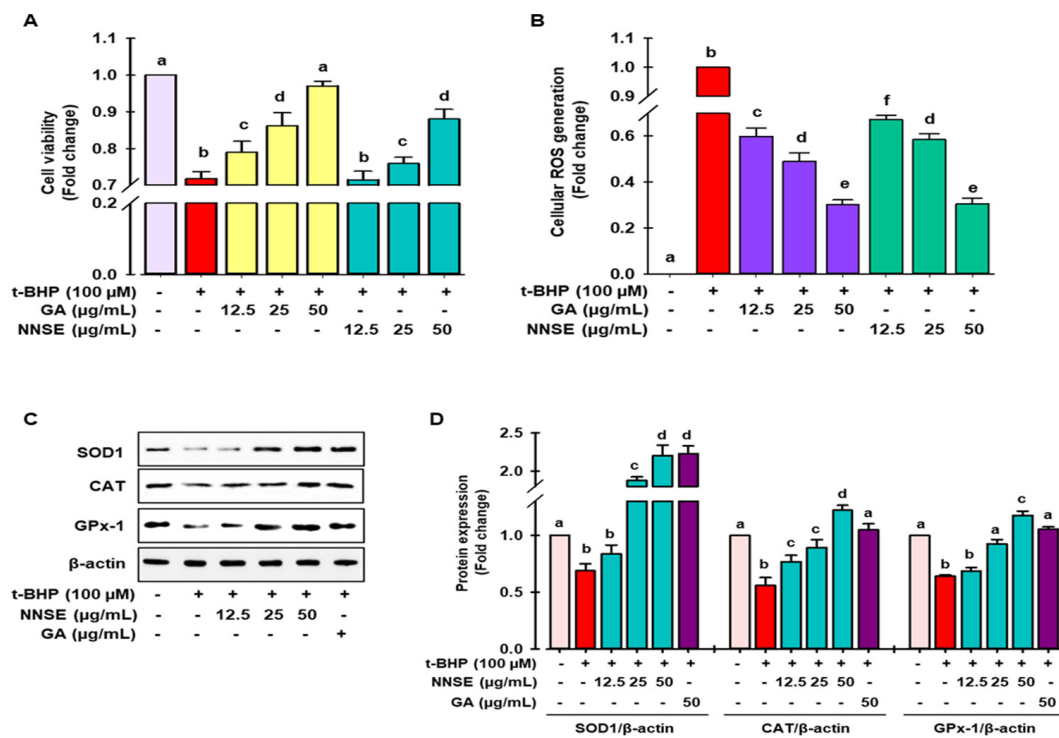 A
Cell viability
(Fold change)
1.1
1.0
0.9
0.8
0.7
0.2
0.0
a
b
c
d
a
b
c
d
t-BHP (100 µM) - + + + + + + +
GA (µg/mL) - - 12.5 25 50 - - -
NNSE (µg/mL) - - - - - 12.5 25 50
B
Cellular ROS generation
(Fold change)
1.1
1.0
0.9
0.6
0.4
0.2
0.0
a
b
c
d
e
f
d
e
t-BHP (100 µM) - + + + + + + +
GA (µg/mL) - - 12.5 25 50 - - -
NNSE (µg/mL) - - - - - 12.5 25 50
C
SOD1
CAT
GPx-1
β-actin
t-BHP (100 µM) - + + + + +
NNSE (µg/mL) - - 12.5 25 50 -
GA (µg/mL) - - - - - +
D
Protein expression
(Fold change)
2.5
2.0
1.0
0.5
0.0
a b b c d d
a b c c d a
a b b a c a
t-BHP (100 µM) - + + + + + - + + + + + - + + + + +
NNSE (µg/mL) - - 12.5 25 50 - - - 12.5 25 50 - - - 12.5 25 50 -
GA (µg/mL) - - - - - 50 - - - - - 50 - - - - - 50
SOD1/β-actin CAT/β-actin GPx-1/β-actin